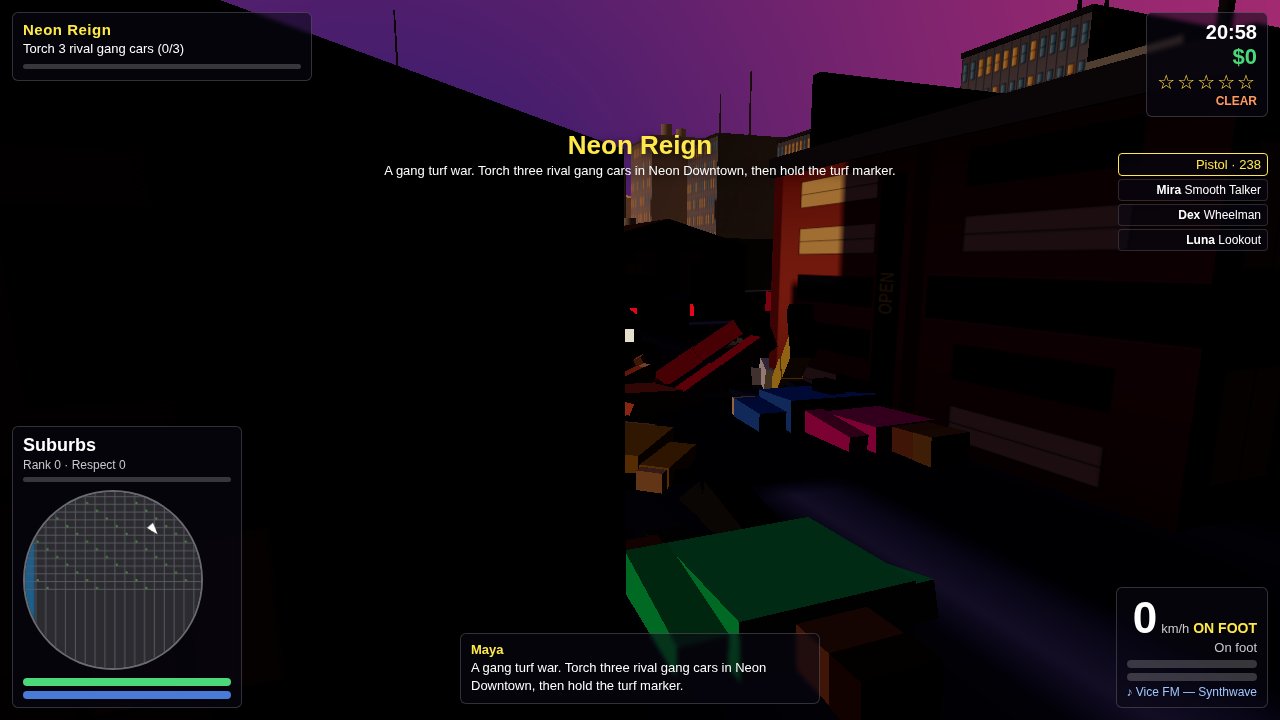 Neon Reign
Torch 3 rival gang cars (0/3)
20:58
$0
☆☆☆☆☆
CLEAR
Neon Reign
A gang turf war. Torch three rival gang cars in Neon Downtown, then hold the turf marker.
Pistol · 238
Mira Smooth Talker
Dex Wheelman
Luna Lookout
OPEN
Suburbs
Rank 0 · Respect 0
Maya
A gang turf war. Torch three rival gang cars in Neon
Downtown, then hold the turf marker.
0 km/h ON FOOT
On foot
♪ Vice FM — Synthwave